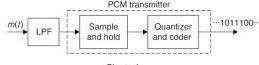 PCM transmitter
m(t)
LPF
Sample
and hold
Quantizer
and coder
···1011100···